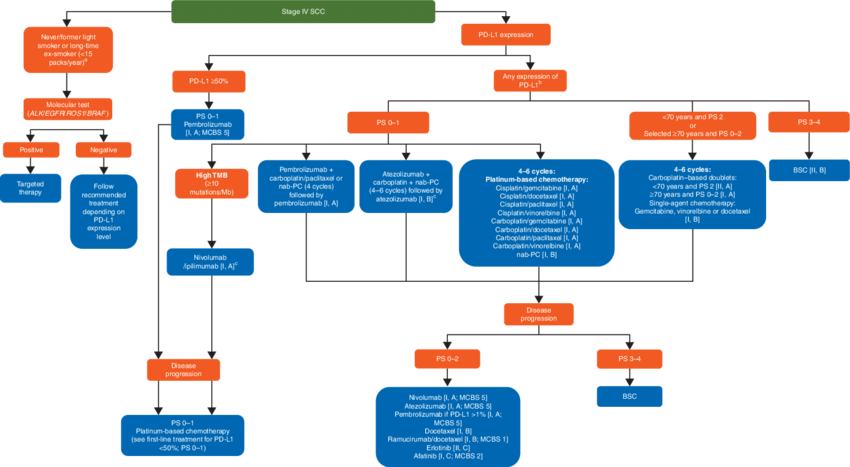 Stage IV SCC
Never/former light
smoker or long-time
ex-smoker (<15
packs/year)a
Molecular test
(ALK/EGFR/ROS1/BRAF)
Positive
Negative
Targeted
therapy
Follow
recommended
treatment
depending on
PD-L1
expression
level
PD-L1 expression
PD-L1 ≥50%
Any expression of
PD-L1b
PS 0–1
Pembrolizumab
[I, A; MCBS 5]
PS 0–1
<70 years and PS 2
or
Selected ≥70 years and PS 0–2
PS 3–4
High TMB
(≥10
mutations/Mb)
Nivolumab
/ipilimumab [I, A]c
Pembrolizumab +
carboplatin/paclitaxel or
nab-PC (4 cycles)
followed by
pembrolizumab [I, A]
Atezolizumab +
carboplatin + nab-PC
(4–6 cycles) followed by
atezolizumab [I, B]c
4–6 cycles:
Platinum-based chemotherapy:
Cisplatin/gemcitabine [I, A]
Cisplatin/docetaxel [I, A]
Cisplatin/paclitaxel [I, A]
Cisplatin/vinorelbine [I, A]
Carboplatin/gemcitabine [I, A]
Carboplatin/docetaxel [I, A]
Carboplatin/paclitaxel [I, A]
Carboplatin/vinorelbine [I, A]
nab-PC [I, B]
4–6 cycles:
Carboplatin–based doublets:
<70 years and PS 2 [II, A]
≥70 years and PS 0–2 [I, A]
Single-agent chemotherapy:
Gemcitabine, vinorelbine or docetaxel
[I, B]
BSC [II, B]
Disease
progression
Disease
progression
PS 0–1
Platinum-based chemotherapy
(see first-line treatment for PD-L1
<50%; PS 0–1)
PS 0–2
PS 3–4
Nivolumab [I, A; MCBS 5]
Atezolizumab [I, A; MCBS 5]
Pembrolizumab if PD-L1 >1% [I, A;
MCBS 5]
Docetaxel [I, B]
Ramucirumab/docetaxel [I, B; MCBS 1]
Erlotinib [II, C]
Afatinib [I, C; MCBS 2]
BSC